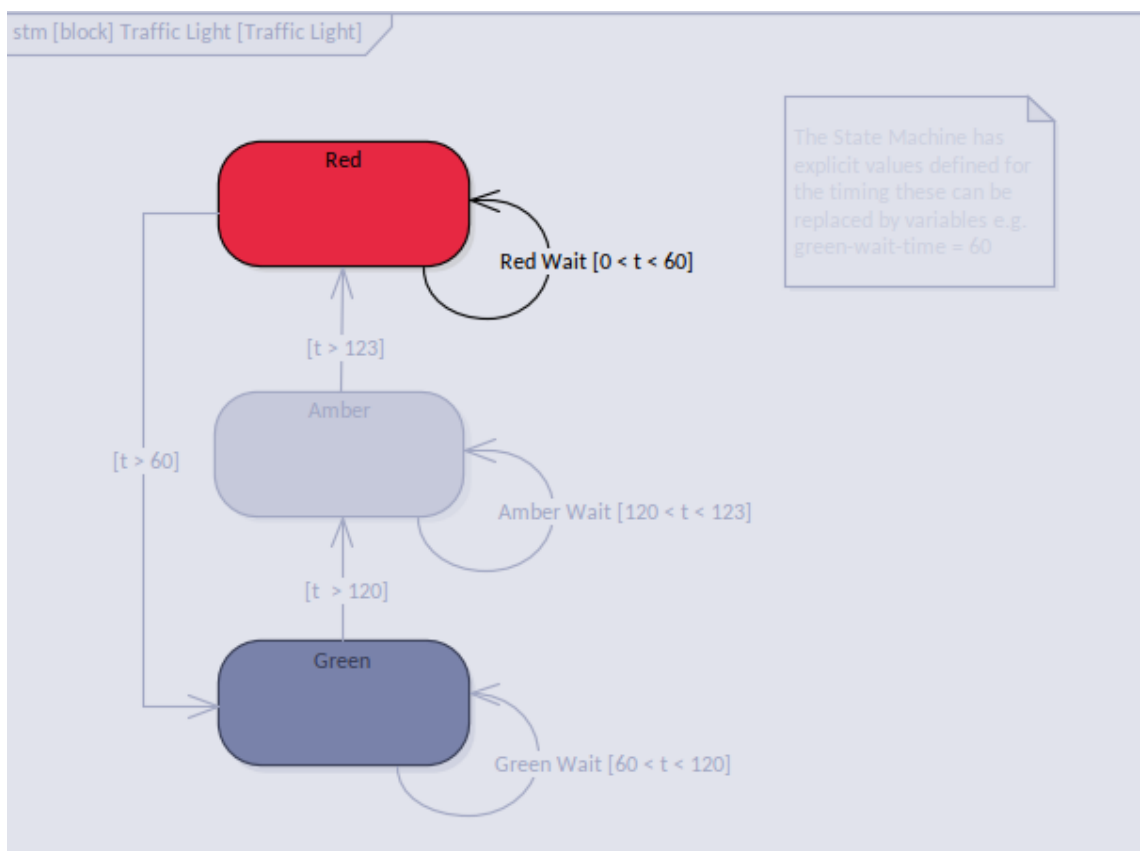 stm [block] Traffic Light [Traffic Light]
The State Machine has
explicit values defined for
the timing these can be
replaced by variables e.g.
green-wait-time = 60
Red
Red Wait [0 < t < 60]
[t > 123]
Amber
[t > 60]
Amber Wait [120 < t < 123]
[t  > 120]
Green
Green Wait [60 < t < 120]